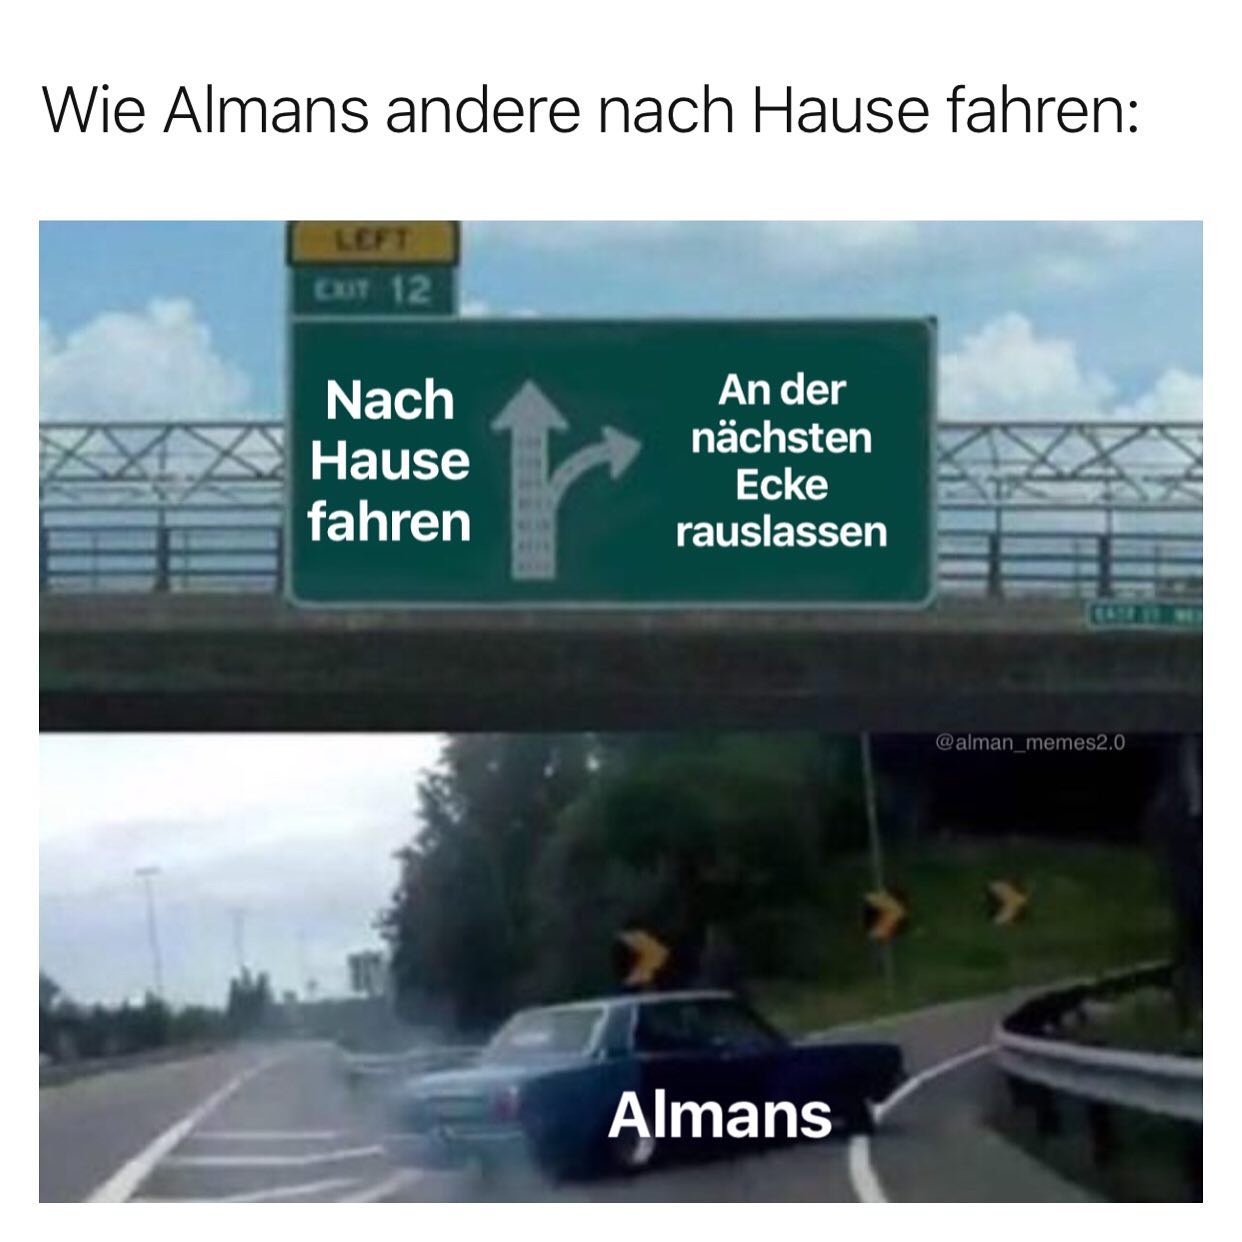 Wie Almans andere nach Hause fahren:
LEFT
EXIT 12
Nach
Hause
fahren
An der
nächsten
Ecke
rauslassen
@alman_memes2.0
Almans